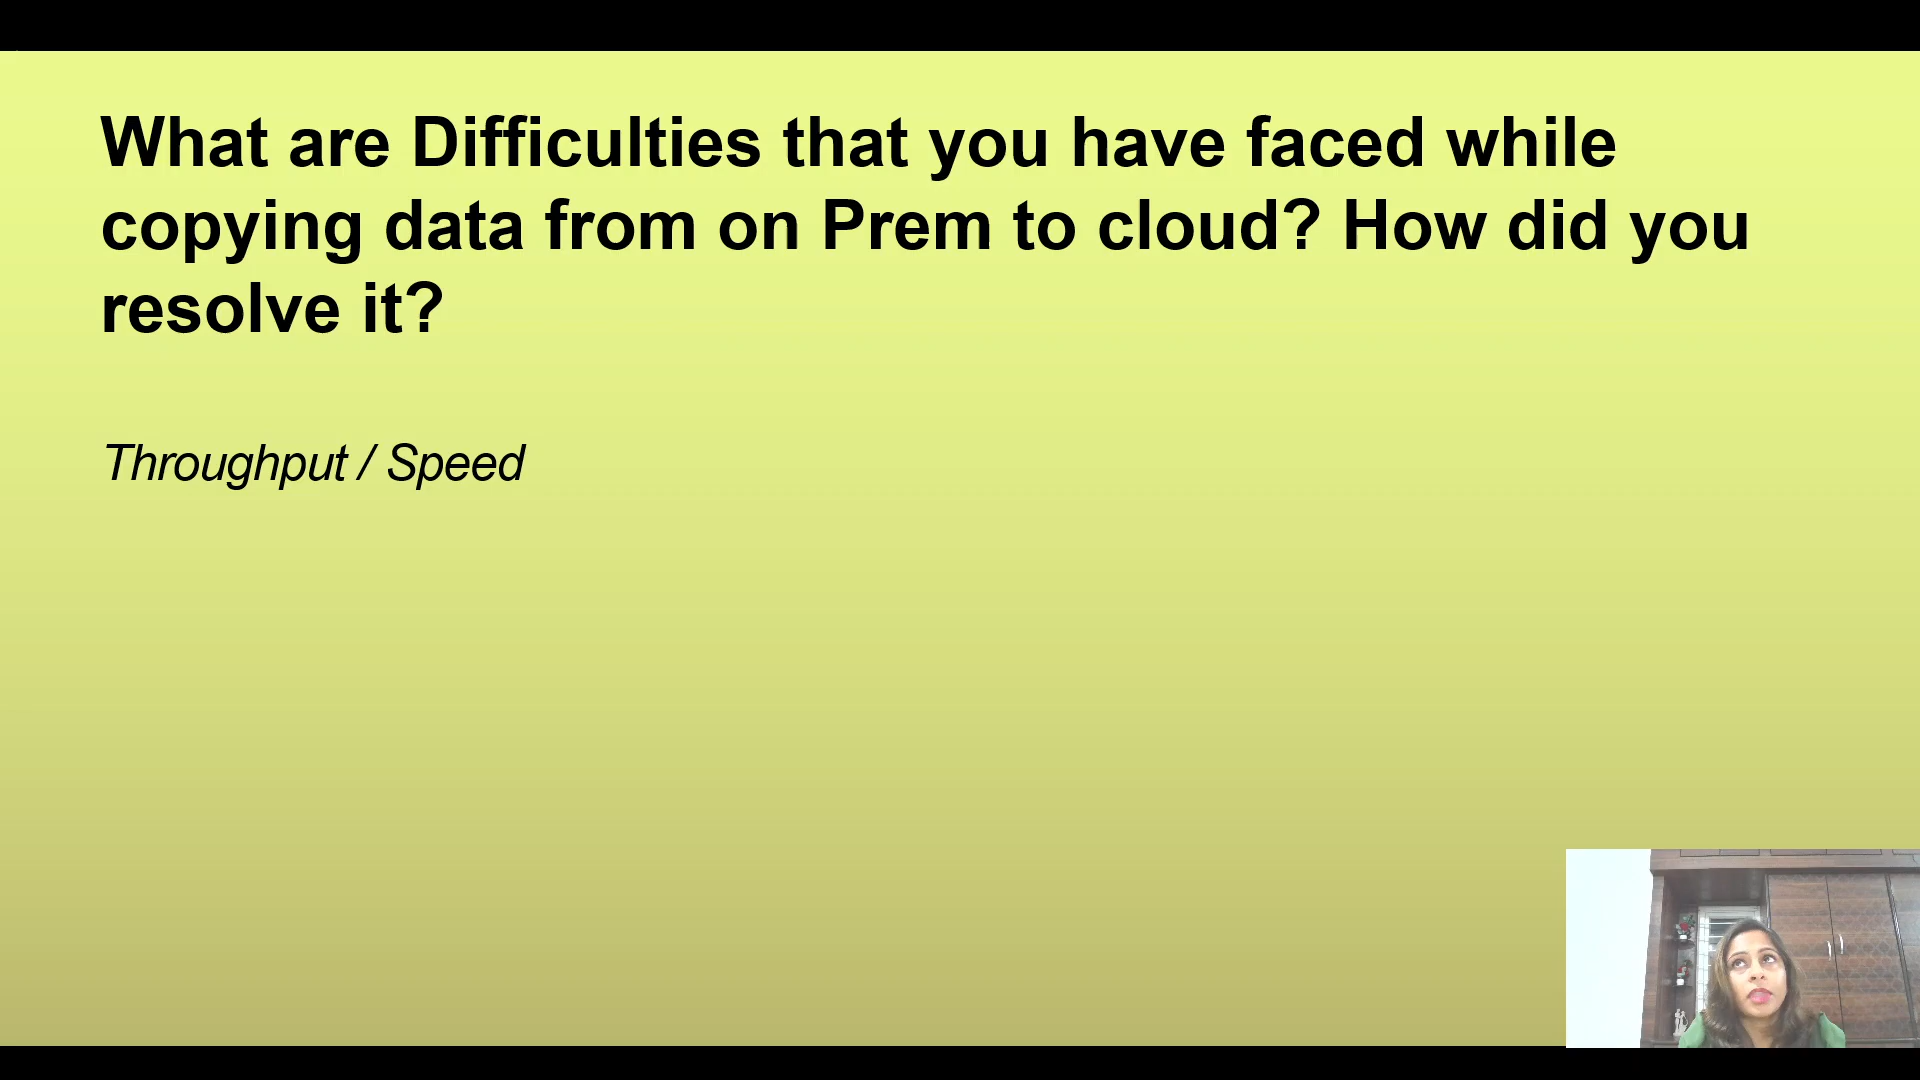 What are Difficulties that you have faced while
copying data from on Prem to cloud? How did you
resolve it?
Throughput / Speed